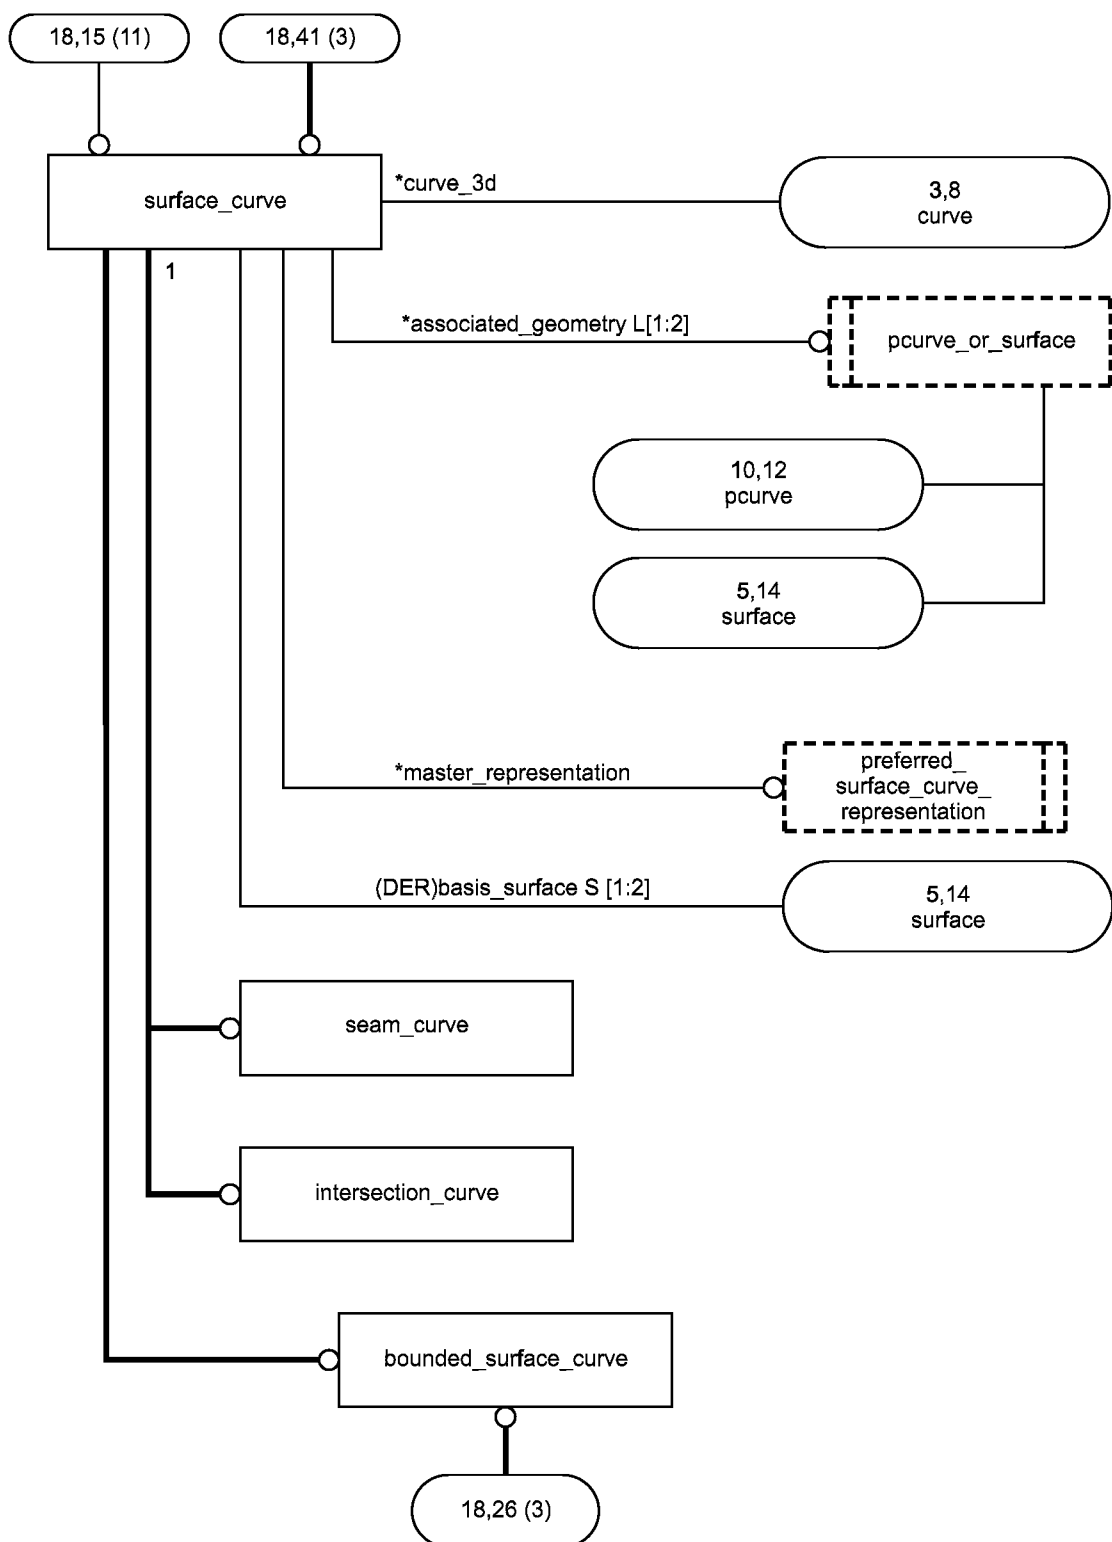 18,15 (11)
18,41 (3)
surface_curve
*curve_3d
3,8
curve
1
*associated_geometry L[1:2]
pcurve_or_surface
10,12
pcurve
5,14
surface
*master_representation
preferred_
surface_curve_
representation
(DER)basis_surface S [1:2]
5,14
surface
seam_curve
intersection_curve
bounded_surface_curve
18,26 (3)